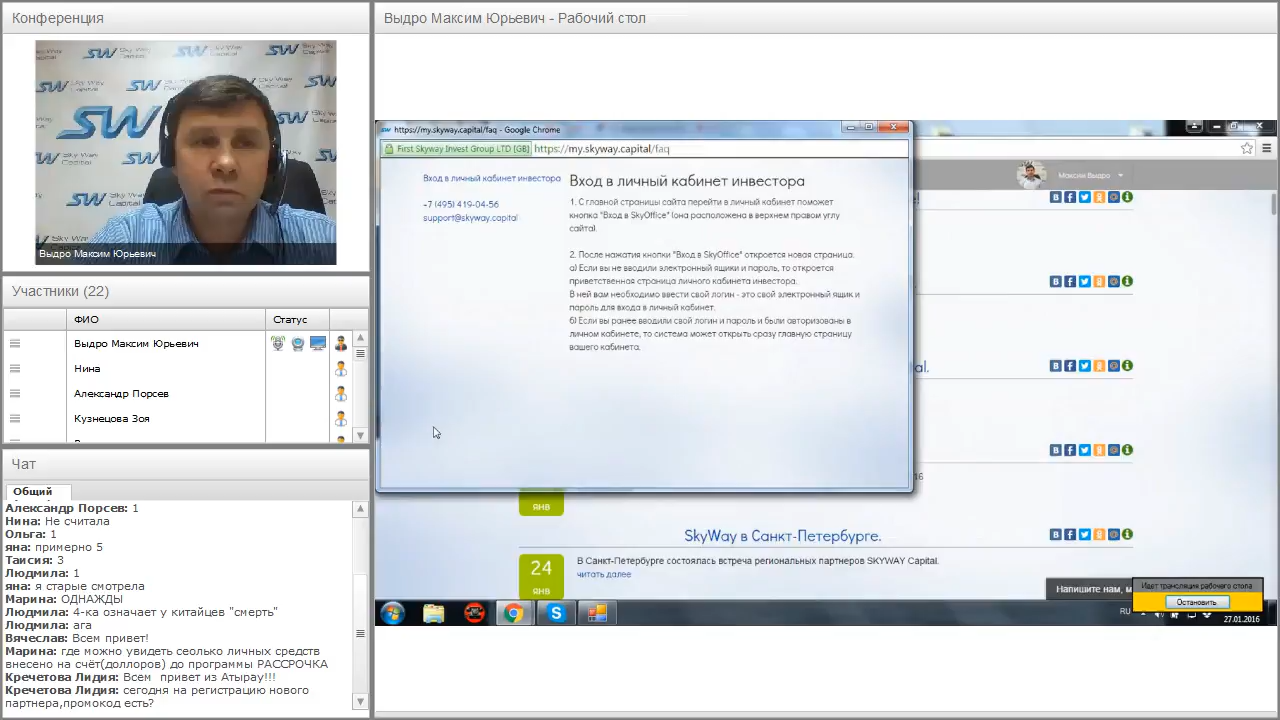 Конференция
SW Sky Way Capital
Выдро Максим Юрьевич
Участники (22)
ФИО
Статус
Выдро Максим Юрьевич
Нина
Александр Порсев
Кузнецова Зоя
Чат
Общий
Александр Порсев: 1
Нина: Не считала
Ольга: 1
яна: примерно 5
Таисия: 3
Людмила: 1
яна: я старые смотрела
Марина: ОДНАЖДЫ
Людмила: 4-ка означает у китайцев "смерть"
Людмила: ага
Вячеслав: Всем привет!
Марина: где можно увидеть сеолько личных средств
внесено на счёт(доллоров) до программы РАССРОЧКА
Кречетова Лидия: Всем привет из Атырау!!!
Кречетова Лидия: сегодня на регистрацию нового
партнера,промокод есть?
Выдро Максим Юрьевич - Рабочий стол
https://my.skyway.capital/faq - Google Chrome
First Skyway Invest Group LTD [GB]
https://my.skyway.capital/faq
Вход в личный кабинет инвестора
+7 (495) 419-04-56
support@skyway.capital
Вход в личный кабинет инвестора
1. С главной страницы сайта перейти в личный кабинет поможет
кнопка "Вход в SkyOffice" (она расположена в верхнем правом углу
сайта).
2. После нажатия кнопки "Вход в SkyOffice" откроется новая страница.
а) Если вы не вводили электронный ящики и пароль, то откроется
приветственная страница личного кабинета инвестора.
В ней вам необходимо ввести свой логин - это свой электронный ящик и
пароль для входа в личный кабинет.
б) Если вы ранее вводили свой логин и пароль и были авторизованы в
личном кабинете, то система может открыть сразу главную страницу
вашего кабинета.
Максим Выдро
al.
16
янв
SkyWay в Санкт-Петербурге.
24
янв
В Санкт-Петербурге состоялась встреча региональных партнеров SKYWAY Capital.
читать далее
Напишите нам, м
Идет трансляция рабочего стола
Остановить
RU
27.01.2016